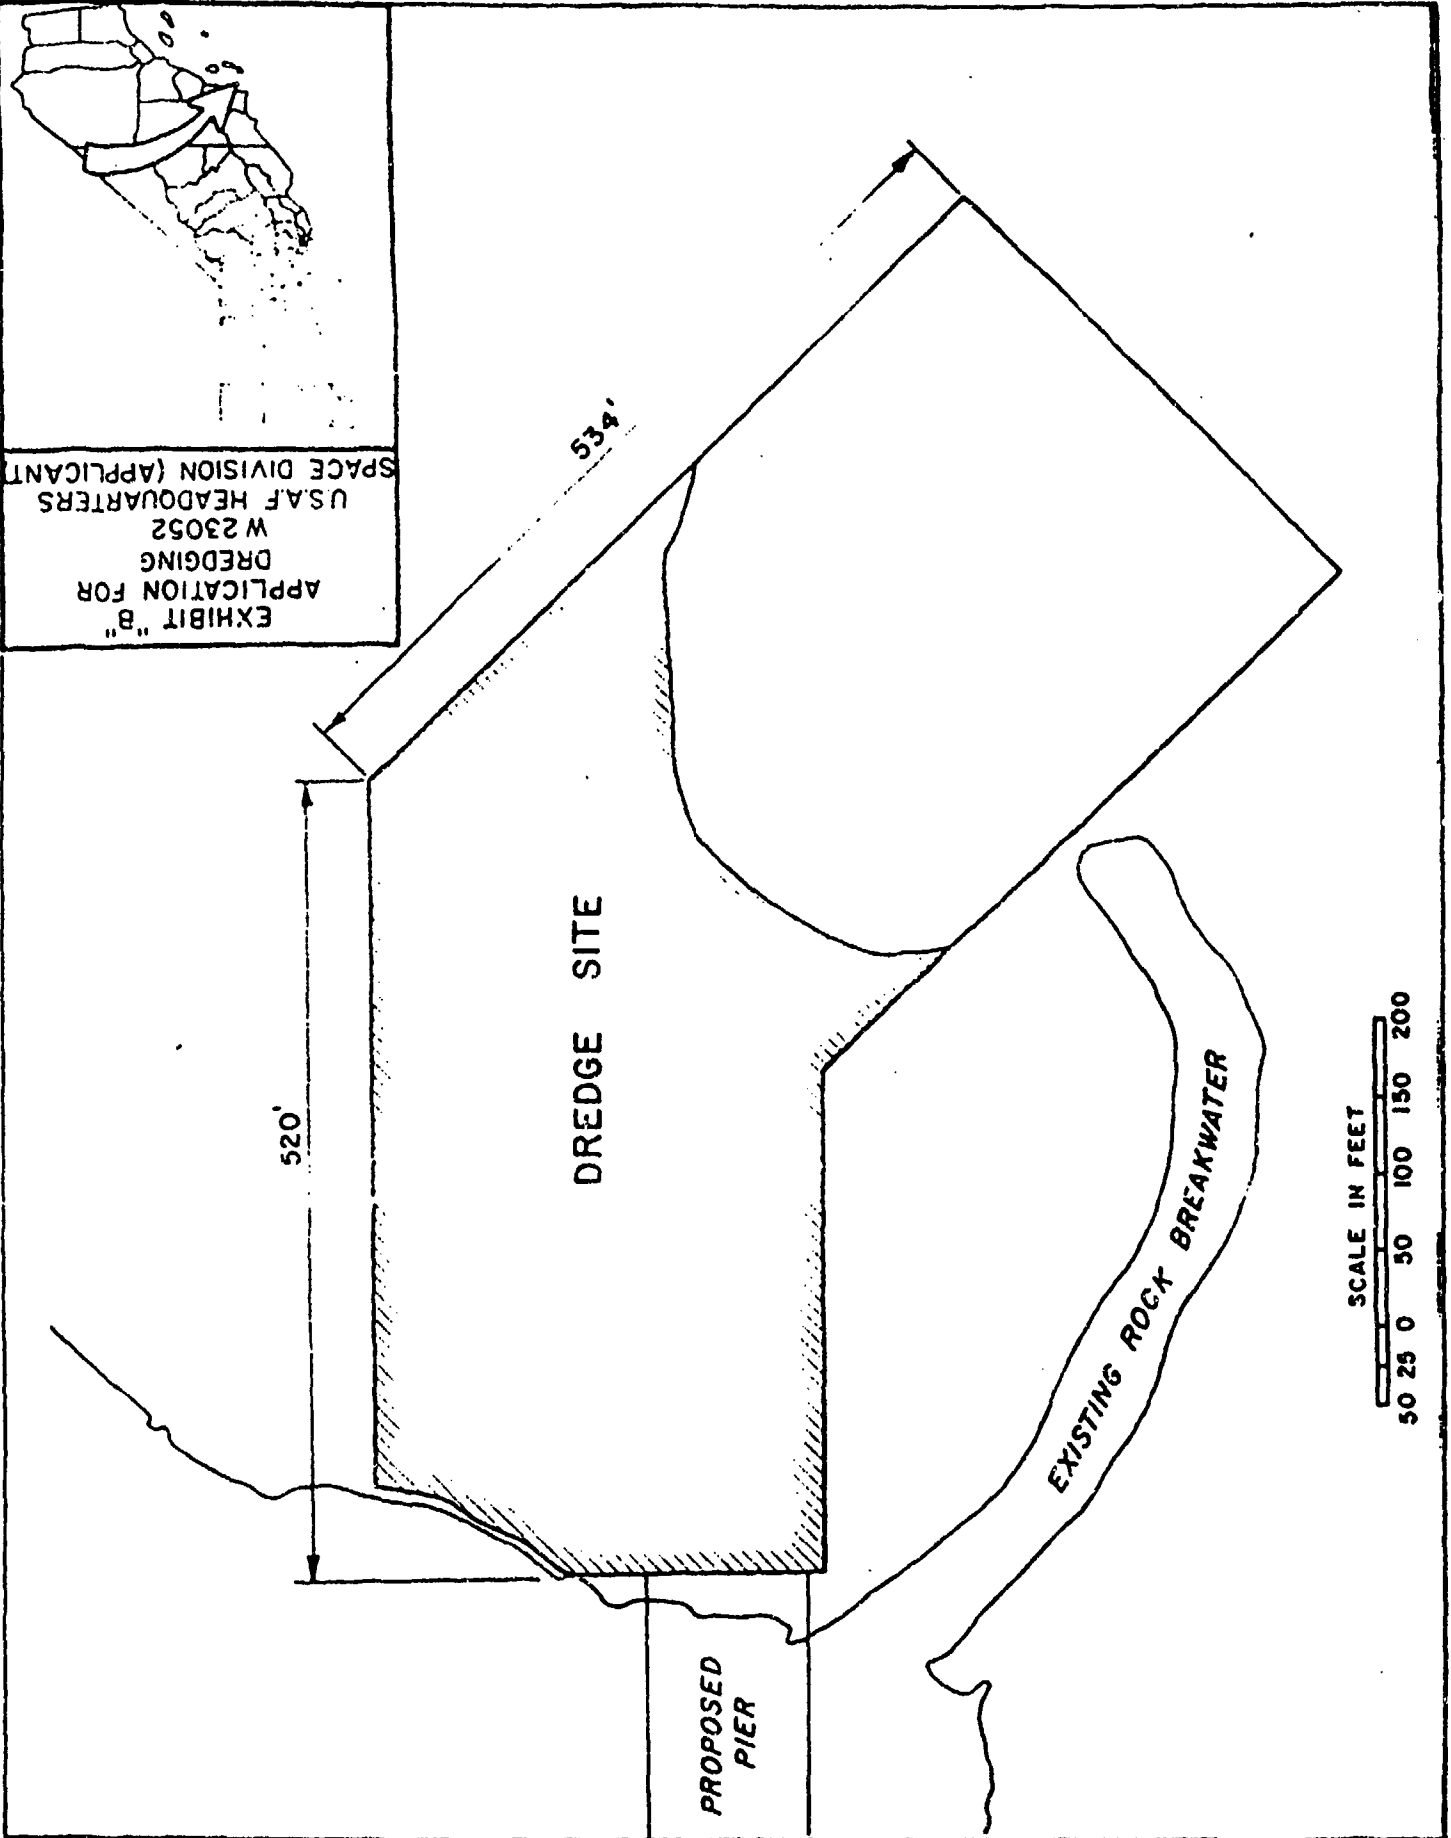 EXHIBIT "B"
APPLICATION FOR
DREDGING
W 23052
U.S.A.F. HEADQUARTERS
SPACE DIVISION (APPLICANT)
534'
520'
DREDGE SITE
PROPOSED
PIER
EXISTING ROCK BREAKWATER
SCALE IN FEET
50 25 0 50 100 150 200